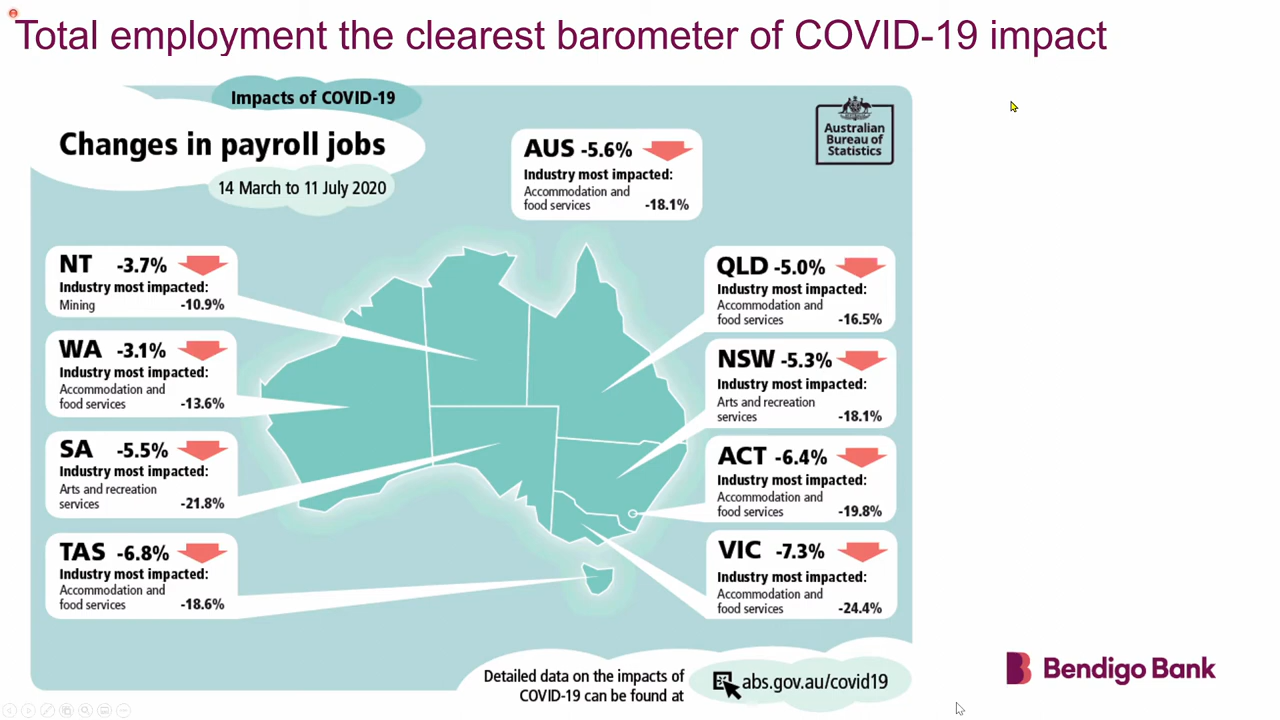 Total employment the clearest barometer of COVID-19 impact
Impacts of COVID-19
Changes in payroll jobs
14 March to 11 July 2020
AUS -5.6%
Industry most impacted:
Accommodation and
food services -18.1%
Australian
Bureau of
Statistics
NT -3.7%
Industry most impacted:
Mining -10.9%
WA -3.1%
Industry most impacted:
Accommodation and
food services -13.6%
SA -5.5%
Industry most impacted:
Arts and recreation
services -21.8%
TAS -6.8%
Industry most impacted:
Accommodation and
food services -18.6%
QLD -5.0%
Industry most impacted:
Accommodation and
food services -16.5%
NSW -5.3%
Industry most impacted:
Arts and recreation
services -18.1%
ACT -6.4%
Industry most impacted:
Accommodation and
food services -19.8%
VIC -7.3%
Industry most impacted:
Accommodation and
food services -24.4%
Detailed data on the impacts of
COVID-19 can be found at
abs.gov.au/covid19
Bendigo Bank